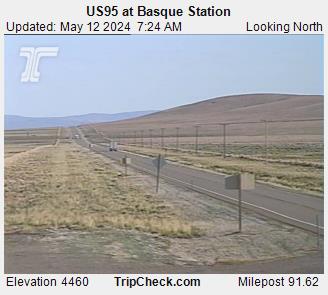 US95 at Basque Station
Updated: May 12 2024 7:24 AM Looking North
Elevation 4460 TripCheck.com Milepost 91.62